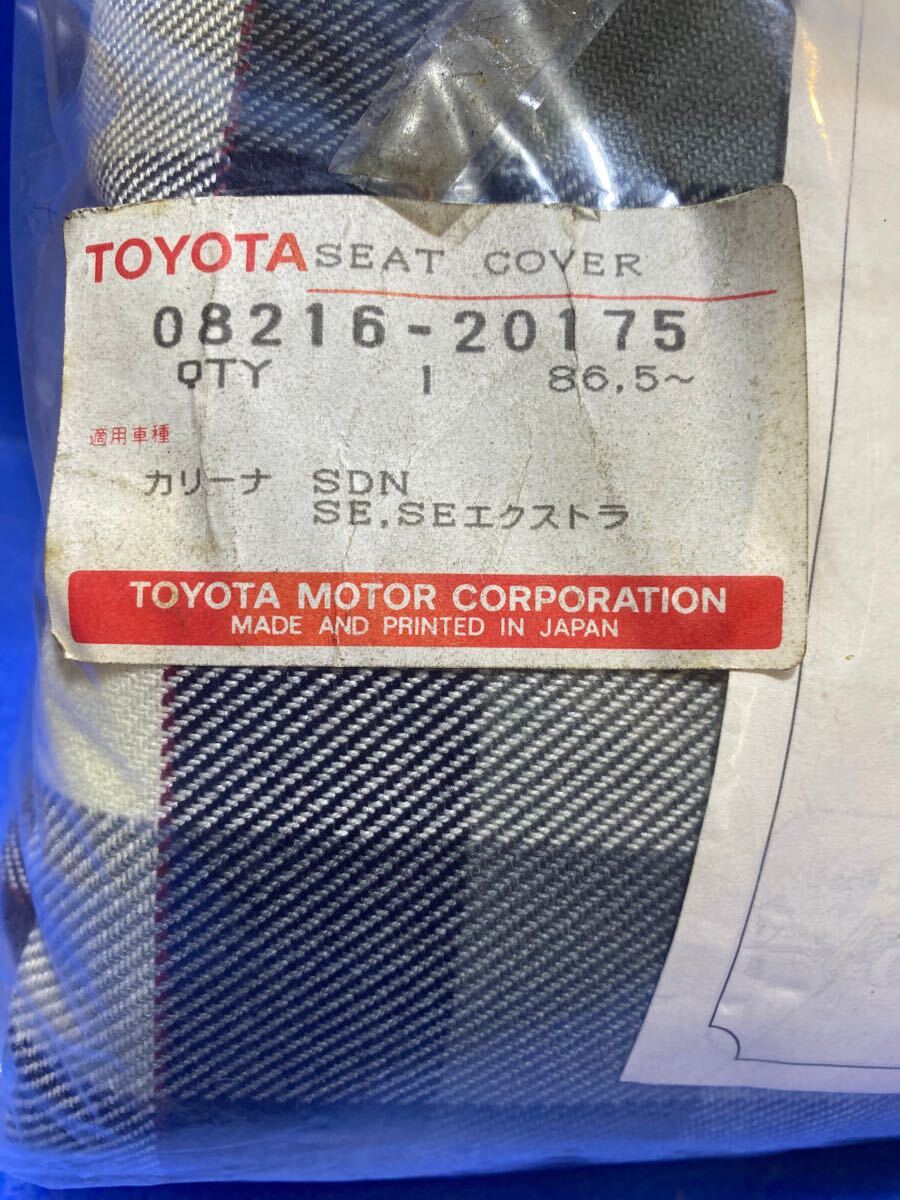 TOYOTA SEAT COVER
08216-20175
QTY 1 86,5~
適用車種
カリーナ SDN
SE,SEエクストラ
TOYOTA MOTOR CORPORATION
MADE AND PRINTED IN JAPAN